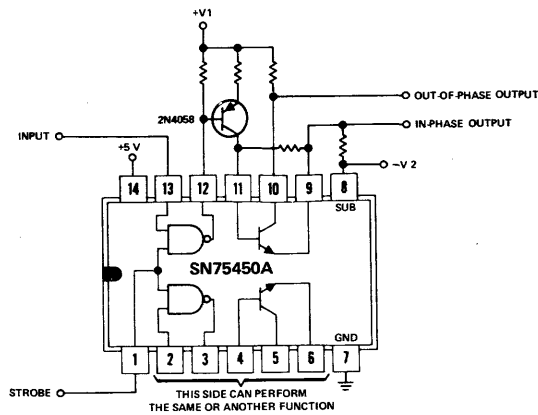 +V1
OUT-OF-PHASE OUTPUT
2N4058
IN-PHASE OUTPUT
INPUT
+5 V
−V 2
14 13 12 11 10 9 8
SUB
SN75450A
GND
1 2 3 4 5 6 7
STROBE
THIS SIDE CAN PERFORM
THE SAME OR ANOTHER FUNCTION